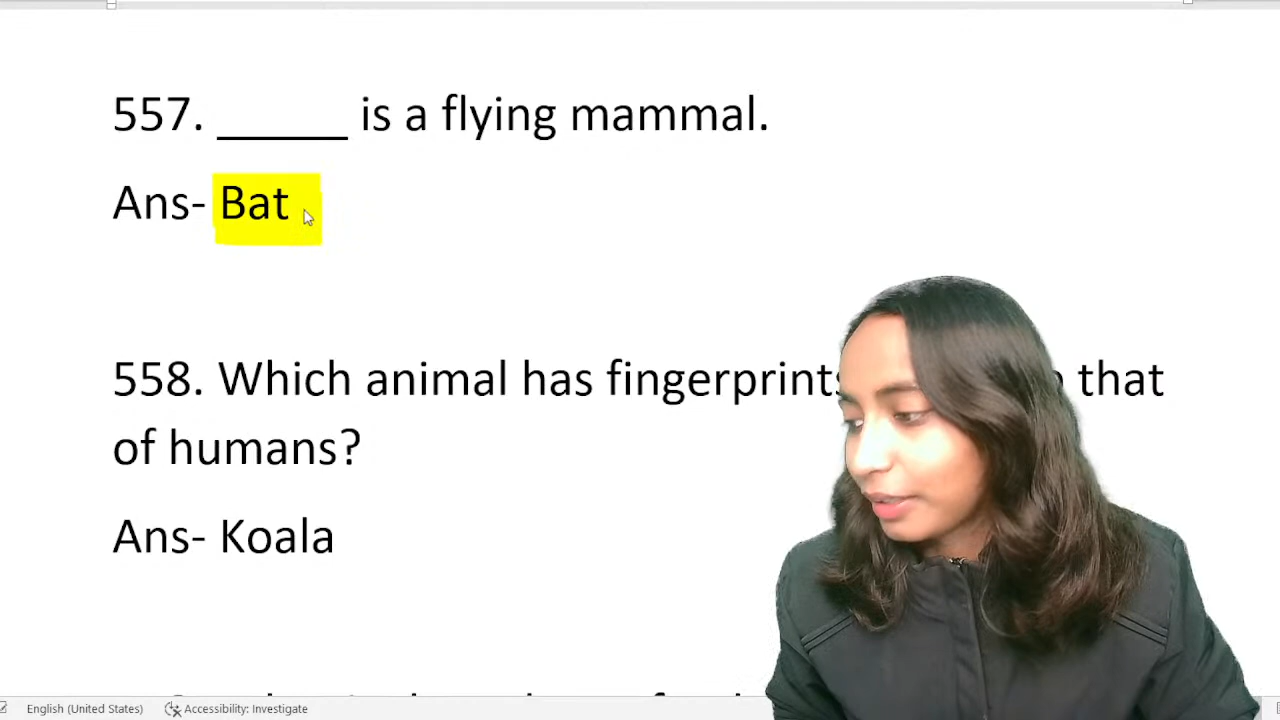 557. _____ is a flying mammal.
Ans- Bat
558. Which animal has fingerprints that
of humans?
Ans- Koala
English (United States) Accessibility: Investigate